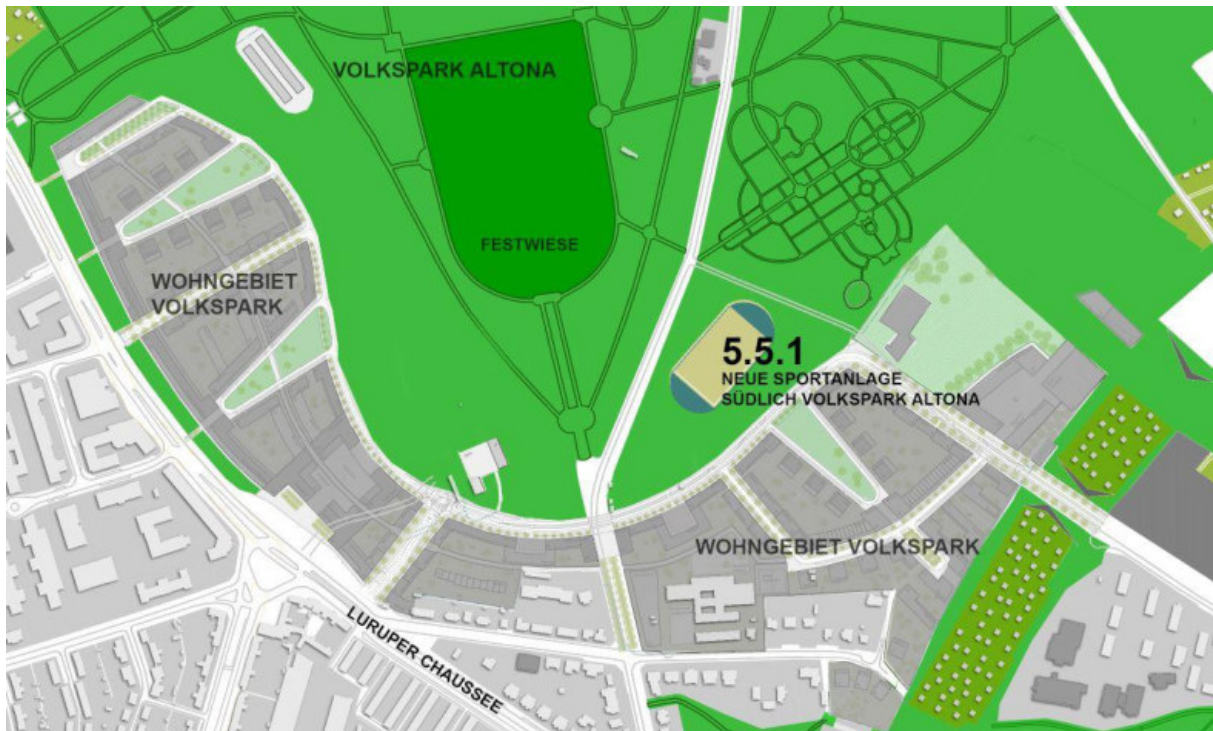 VOLKSPARK ALTONA
FESTWIESE
WOHNGEBIET
VOLKSPARK
5.5.1
NEUE SPORTANLAGE
SÜDLICH VOLKSPARK ALTONA
WOHNGEBIET VOLKSPARK
LURUPER CHAUSSEE